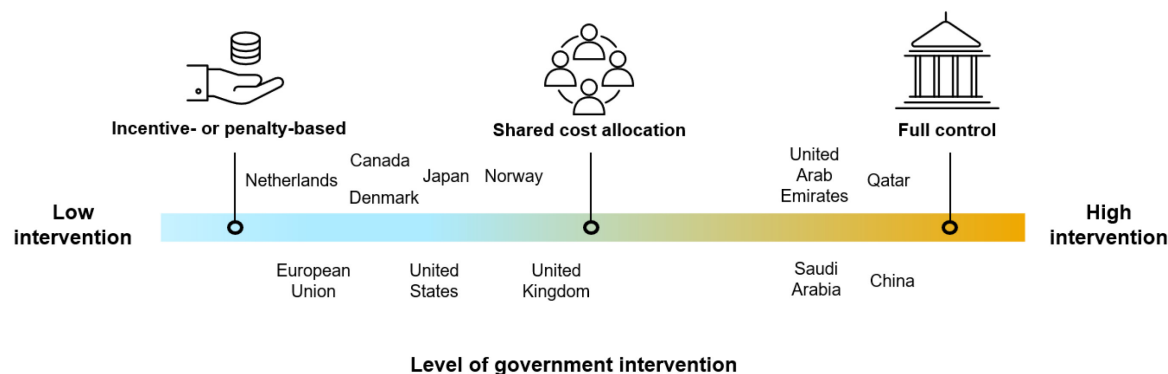 Incentive- or penalty-based
Shared cost allocation
Full control
Netherlands
Canada
Denmark
Japan
Norway
United
Arab
Emirates
Qatar
Low
intervention
High
intervention
European
Union
United
States
United
Kingdom
Saudi
Arabia
China
Level of government intervention